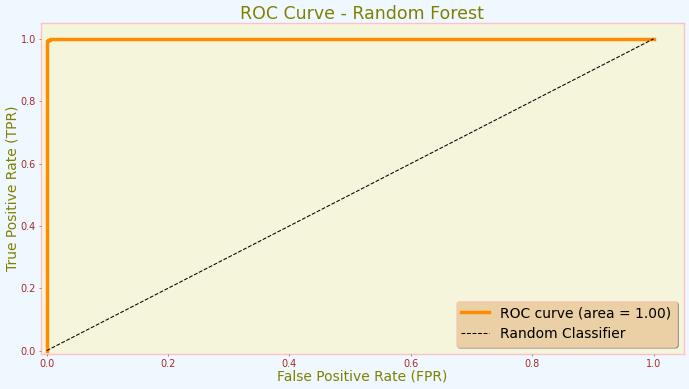 ROC Curve - Random Forest
True Positive Rate (TPR)
1.0
0.8
0.6
0.4
0.2
0.0
0.0 0.2 0.4 0.6 0.8 1.0
False Positive Rate (FPR)
ROC curve (area = 1.00)
Random Classifier